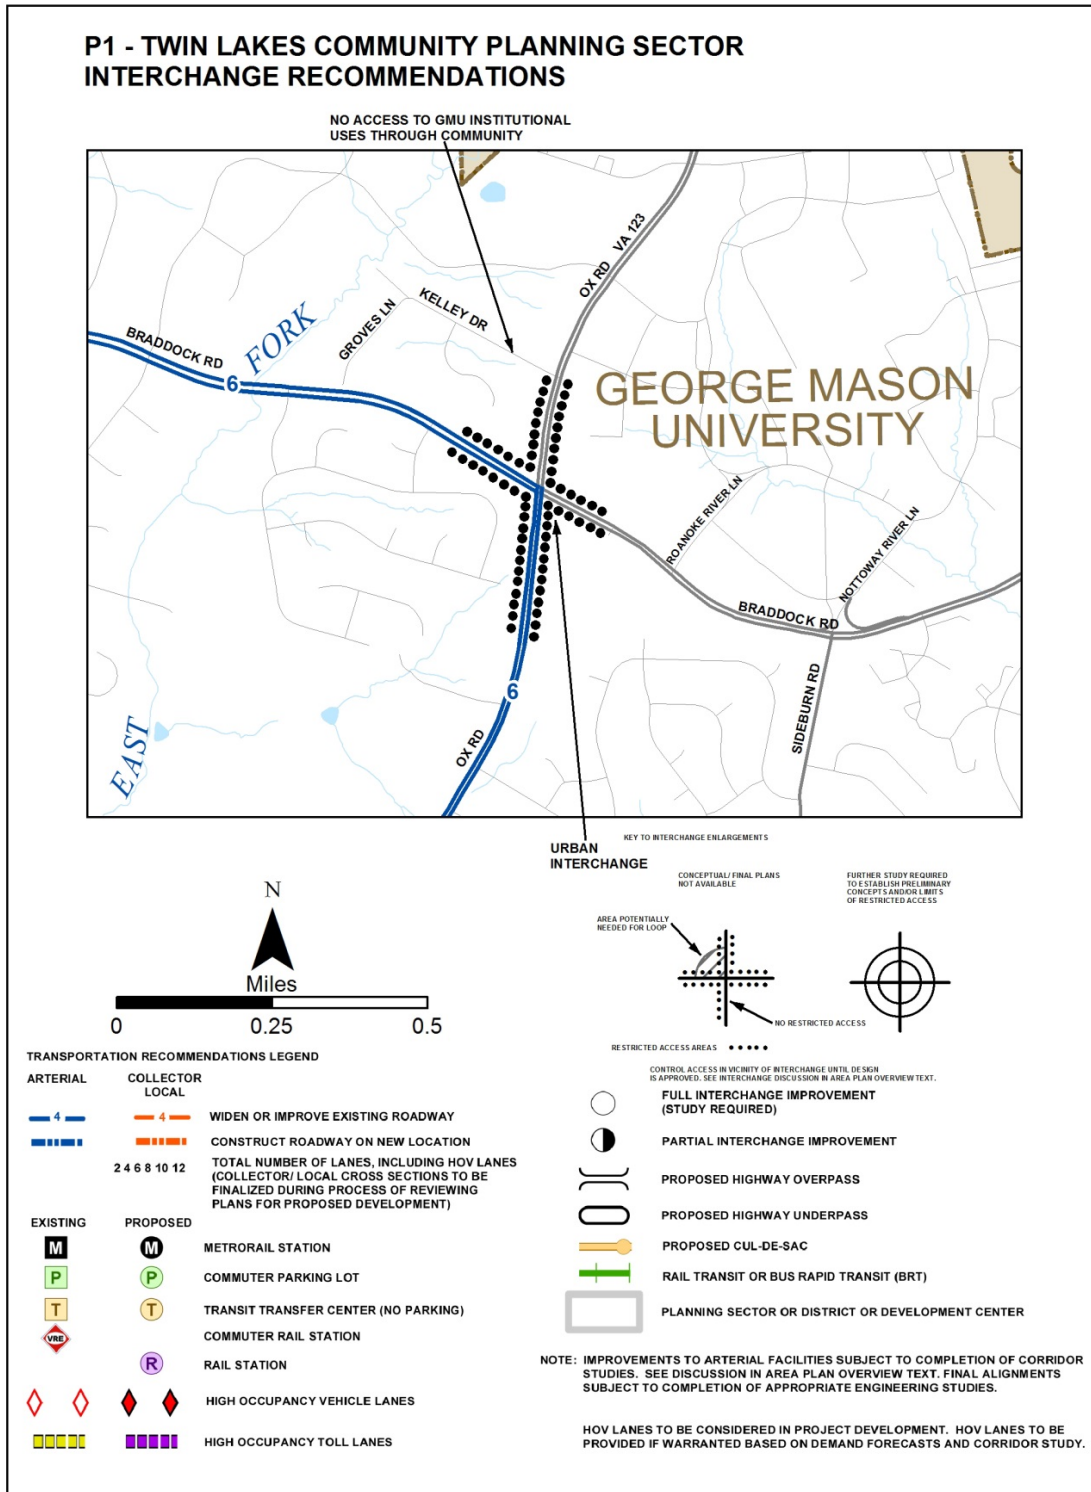 P1 - TWIN LAKES COMMUNITY PLANNING SECTOR
INTERCHANGE RECOMMENDATIONS
NO ACCESS TO GMU INSTITUTIONAL
USES THROUGH COMMUNITY
OX RD VA 123
KELLEY DR
GROVES LN
BRADDOCK RD
FORK
6
GEORGE MASON
UNIVERSITY
ROANOKE RIVER LN
NOTTOWAY RIVER LN
BRADDOCK RD
SIDEBURN RD
6
OX RD
EAST
URBAN
INTERCHANGE
KEY TO INTERCHANGE ENLARGEMENTS
CONCEPTUAL/ FINAL PLANS
NOT AVAILABLE
FURTHER STUDY REQUIRED
TO ESTABLISH PRELIMINARY
CONCEPTS AND/OR LIMITS
OF RESTRICTED ACCESS
AREA POTENTIALLY
NEEDED FOR LOOP
NO RESTRICTED ACCESS
RESTRICTED ACCESS AREAS
CONTROL ACCESS IN VICINITY OF INTERCHANGE UNTIL DESIGN
IS APPROVED. SEE INTERCHANGE DISCUSSION IN AREA PLAN OVERVIEW TEXT.
N
Miles
0 0.25 0.5
TRANSPORTATION RECOMMENDATIONS LEGEND
ARTERIAL COLLECTOR
LOCAL
4 4 WIDEN OR IMPROVE EXISTING ROADWAY
CONSTRUCT ROADWAY ON NEW LOCATION
2 4 6 8 10 12 TOTAL NUMBER OF LANES, INCLUDING HOV LANES
(COLLECTOR/ LOCAL CROSS SECTIONS TO BE
FINALIZED DURING PROCESS OF REVIEWING
PLANS FOR PROPOSED DEVELOPMENT)
EXISTING PROPOSED
M M METRORAIL STATION
P P COMMUTER PARKING LOT
T T TRANSIT TRANSFER CENTER (NO PARKING)
VRE COMMUTER RAIL STATION
R RAIL STATION
HIGH OCCUPANCY VEHICLE LANES
HIGH OCCUPANCY TOLL LANES
FULL INTERCHANGE IMPROVEMENT
(STUDY REQUIRED)
PARTIAL INTERCHANGE IMPROVEMENT
PROPOSED HIGHWAY OVERPASS
PROPOSED HIGHWAY UNDERPASS
PROPOSED CUL-DE-SAC
RAIL TRANSIT OR BUS RAPID TRANSIT (BRT)
PLANNING SECTOR OR DISTRICT OR DEVELOPMENT CENTER
NOTE: IMPROVEMENTS TO ARTERIAL FACILITIES SUBJECT TO COMPLETION OF CORRIDOR
STUDIES. SEE DISCUSSION IN AREA PLAN OVERVIEW TEXT. FINAL ALIGNMENTS
SUBJECT TO COMPLETION OF APPROPRIATE ENGINEERING STUDIES.
HOV LANES TO BE CONSIDERED IN PROJECT DEVELOPMENT. HOV LANES TO BE
PROVIDED IF WARRANTED BASED ON DEMAND FORECASTS AND CORRIDOR STUDY.